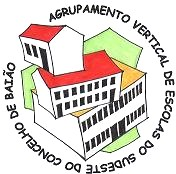 AGRUPAMENTO VERTICAL DE ESCOLAS DO SUDESTE DO CONCELHO DE BAIÃO